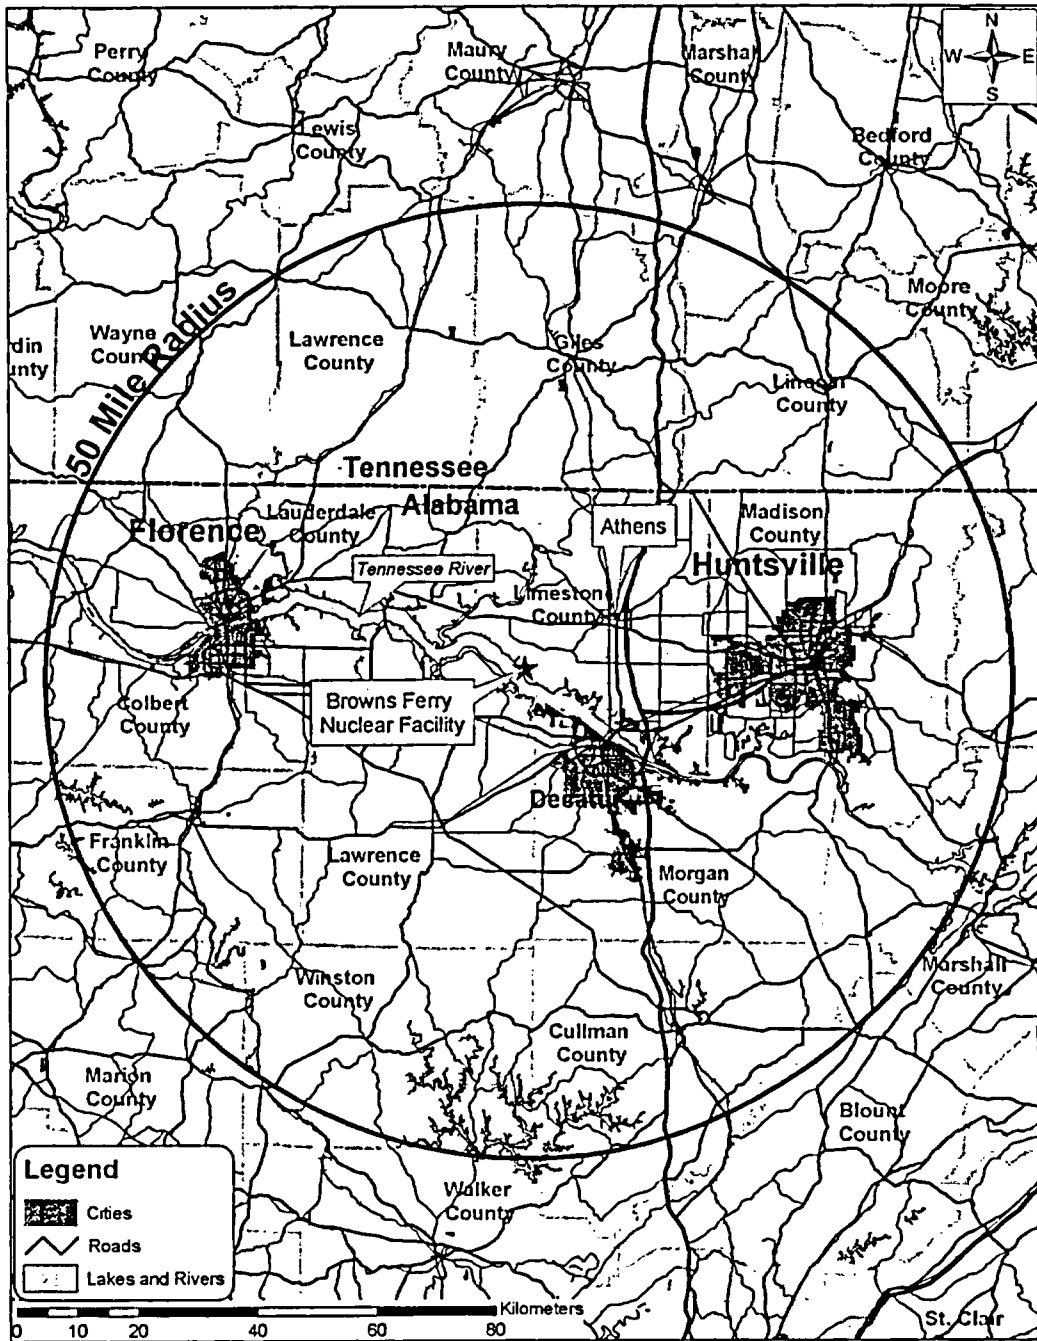 Perry
County
Maury
County
Marshal
County
N
W E
S
Lewis
County
Bedford
County
Moore
County
50 Mile Radius
Wayne
County
Lawrence
County
Giles
County
din
unty
Lincoln
County
Tennessee
Alabama
Lauderdale
County
Florence
Athens
Madison
County
Tennessee River
Huntsville
Limestone
County
Browns Ferry
Nuclear Facility
Colbert
County
Decatur
Franklin
County
Lawrence
County
Morgan
County
Winston
County
Marshall
County
Cullman
County
Marion
County
Blount
County
Walker
County
Legend
Cities
Roads
Lakes and Rivers
Kilometers
0 10 20 40 60 80
St. Clair